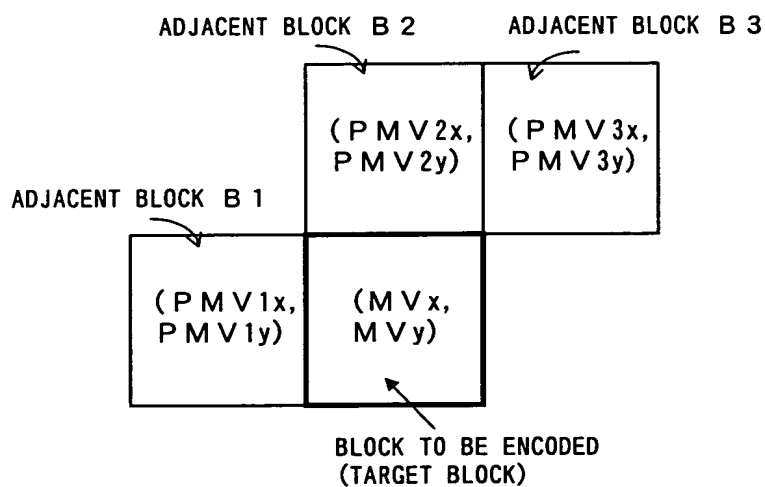 ADJACENT BLOCK B 2
ADJACENT BLOCK B 3
(PMV2x,
PMV2y)
(PMV3x,
PMV3y)
ADJACENT BLOCK B 1
(PMV1x,
PMV1y)
(MVx,
MVy)
BLOCK TO BE ENCODED
(TARGET BLOCK)